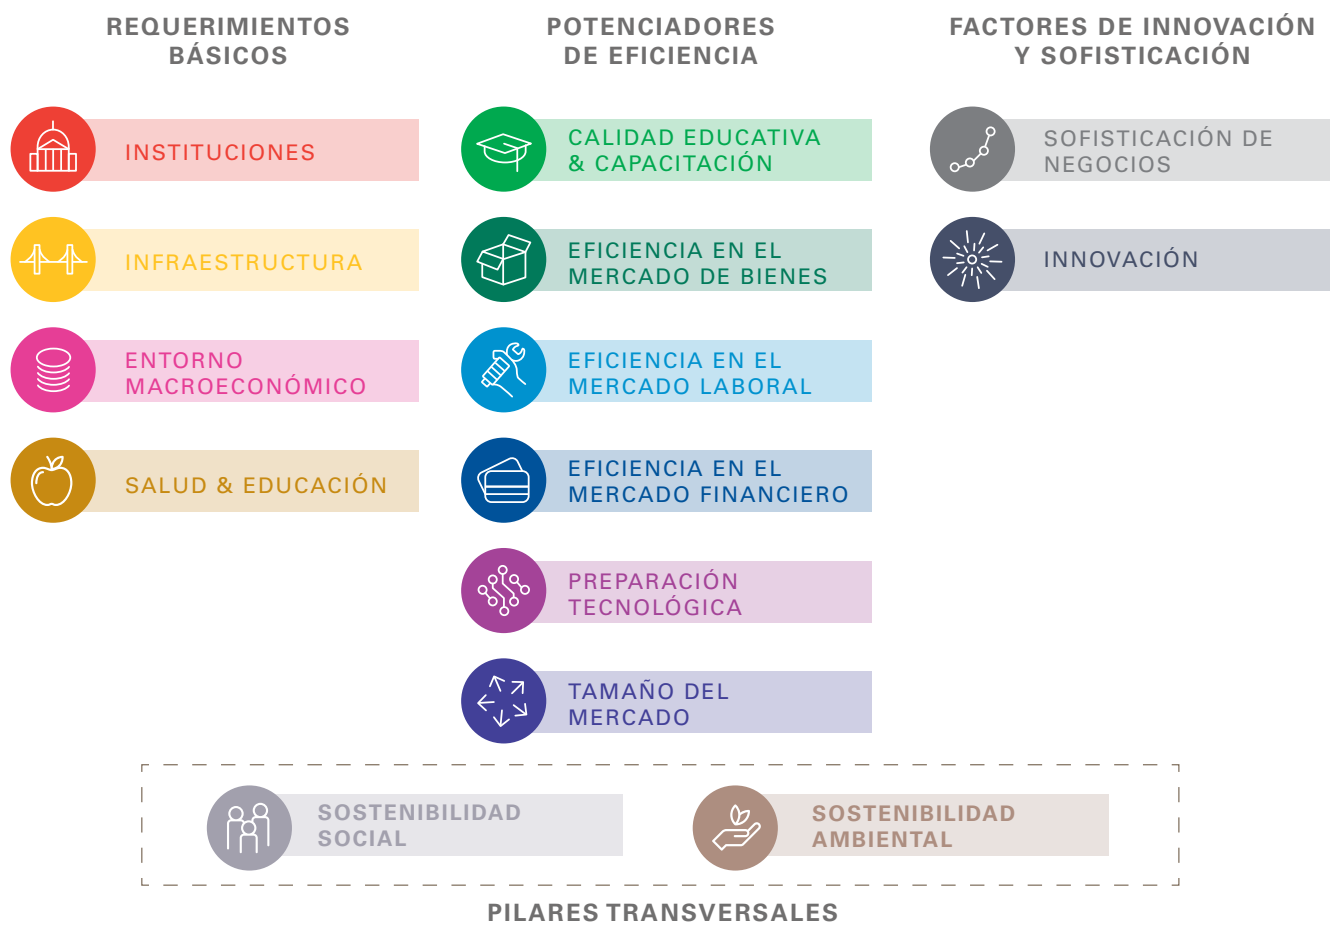 REQUERIMIENTOS
BÁSICOS
INSTITUCIONES
INFRAESTRUCTURA
ENTORNO
MACROECONÓMICO
SALUD & EDUCACIÓN
POTENCIADORES
DE EFICIENCIA
CALIDAD EDUCATIVA
& CAPACITACIÓN
EFICIENCIA EN EL
MERCADO DE BIENES
EFICIENCIA EN EL
MERCADO LABORAL
EFICIENCIA EN EL
MERCADO FINANCIERO
PREPARACIÓN
TECNOLÓGICA
TAMAÑO DEL
MERCADO
FACTORES DE INNOVACIÓN
Y SOFISTICACIÓN
SOFISTICACIÓN DE
NEGOCIOS
INNOVACIÓN
SOSTENIBILIDAD
SOCIAL
SOSTENIBILIDAD
AMBIENTAL
PILARES TRANSVERSALES